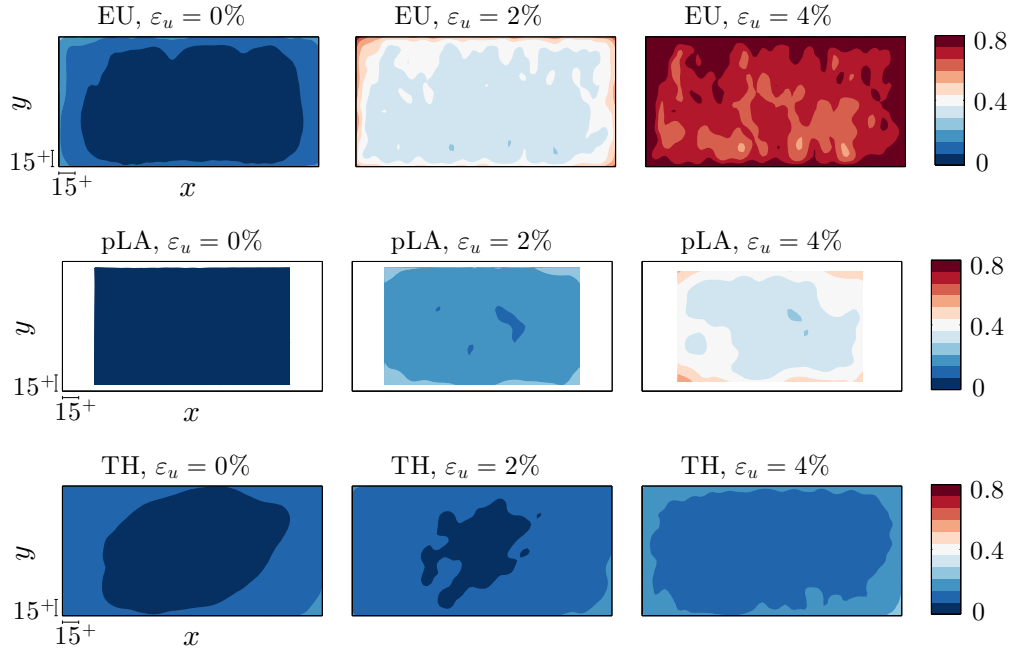 EU, εᵤ = 0% EU, εᵤ = 2% EU, εᵤ = 4%
0.8
y
0.4
15⁺
0
15⁺ x
pLA, εᵤ = 0% pLA, εᵤ = 2% pLA, εᵤ = 4%
0.8
y
0.4
15⁺
0
15⁺ x
TH, εᵤ = 0% TH, εᵤ = 2% TH, εᵤ = 4%
0.8
y
0.4
15⁺
0
15⁺ x